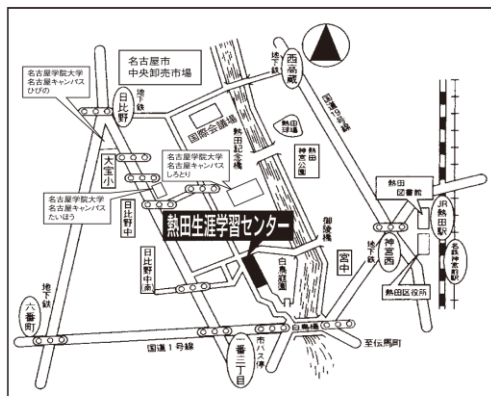 名古屋市
中央卸売市場
名古屋学院大学
名古屋キャンパス
ひびの
地下鉄
日比野
西高蔵
地下鉄
国道19号線
国際会議場
熱田記念橋
熱田
球場
熱田
神宮公園
大宝小
名古屋学院大学
名古屋キャンパス
しろとり
名古屋学院大学
名古屋キャンパス
たいほう
日比野中
熱田
図書館
JR熱田駅
名鉄神宮前駅
熱田生涯学習センター
御陵橋
地下鉄
神宮西
宮中
日比野中南
白鳥庭園
熱田区役所
地下鉄
六番町
国道1号線
一番三丁目
市バス停
白鳥橋
至伝馬町